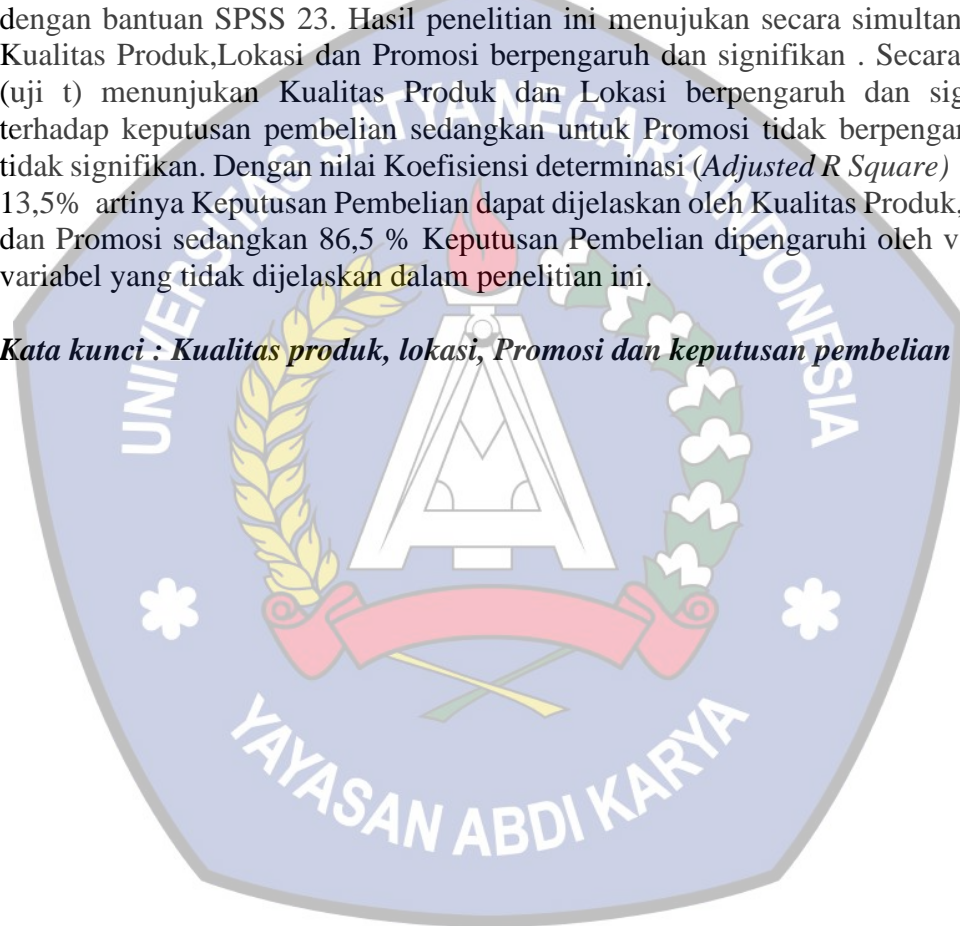 dengan bantuan SPSS 23. Hasil penelitian ini menujukan secara simultan
Kualitas Produk,Lokasi dan Promosi berpengaruh dan signifikan . Secara
(uji t) menunjukan Kualitas Produk dan Lokasi berpengaruh dan sig
terhadap keputusan pembelian sedangkan untuk Promosi tidak berpengar
tidak signifikan. Dengan nilai Koefisiensi determinasi (Adjusted R Square)
13,5% artinya Keputusan Pembelian dapat dijelaskan oleh Kualitas Produk,
dan Promosi sedangkan 86,5 % Keputusan Pembelian dipengaruhi oleh v
variabel yang tidak dijelaskan dalam penelitian ini.
Kata kunci : Kualitas produk, lokasi, Promosi dan keputusan pembelian
UNIVERSITAS SATYA NEGARA INDONESIA
YAYASAN ABDI KARYA